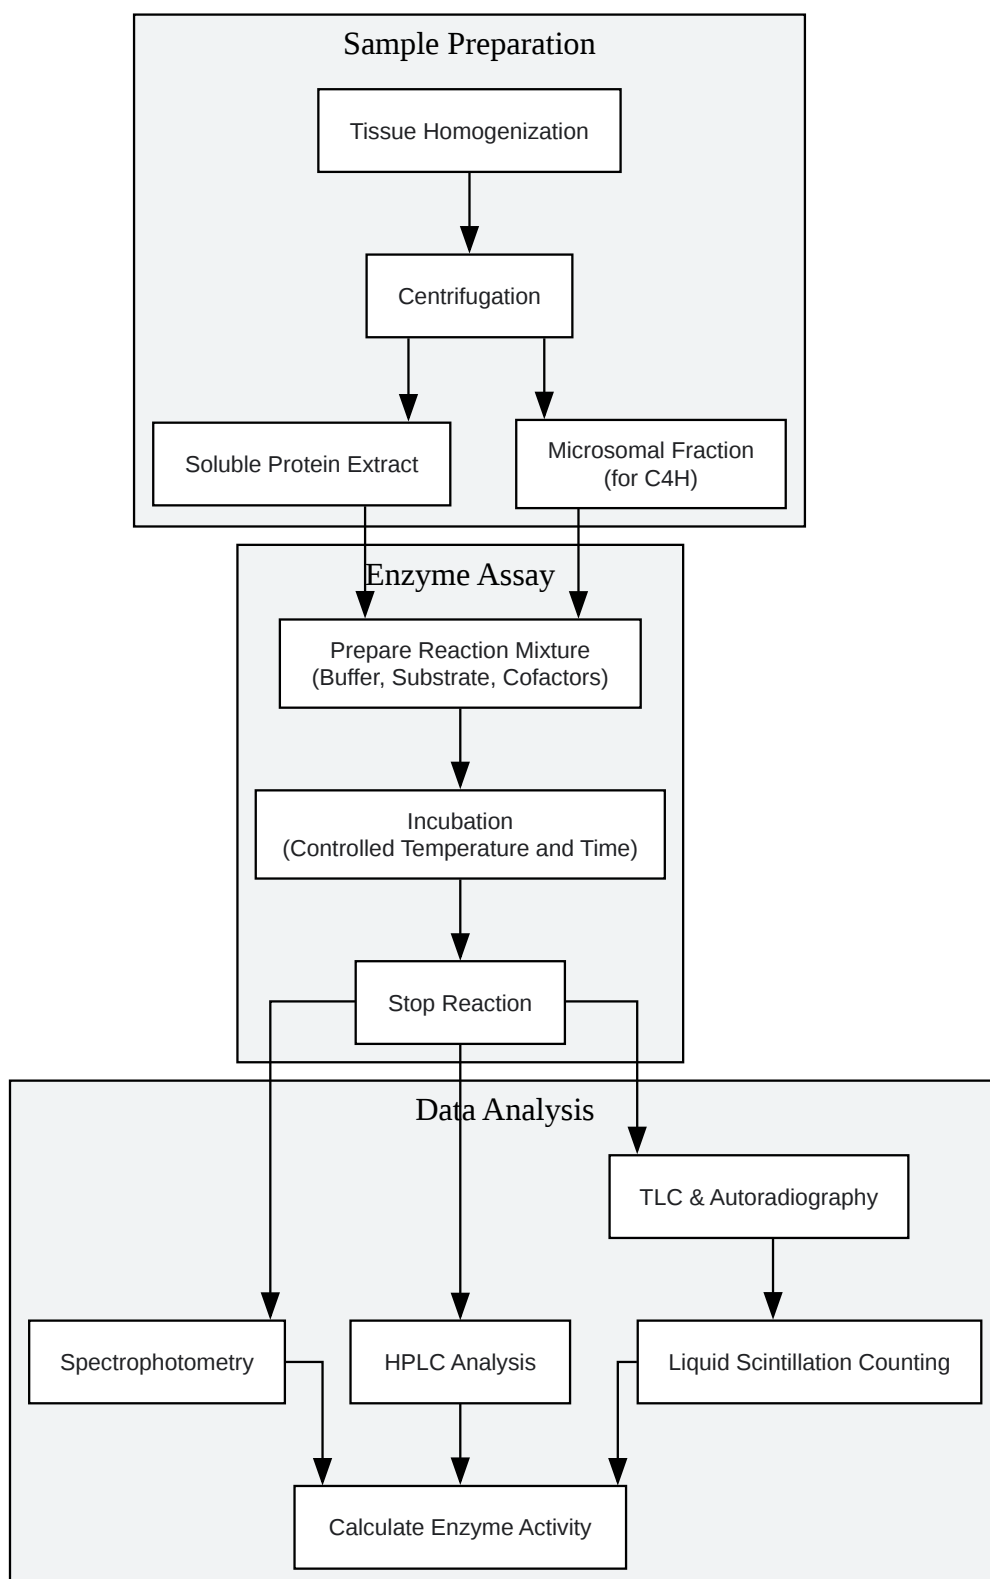 Sample Preparation
Tissue Homogenization
Centrifugation
Soluble Protein Extract
Microsomal Fraction
(for C4H)
Enzyme Assay
Prepare Reaction Mixture
(Buffer, Substrate, Cofactors)
Incubation
(Controlled Temperature and Time)
Stop Reaction
Data Analysis
TLC & Autoradiography
Spectrophotometry
HPLC Analysis
Liquid Scintillation Counting
Calculate Enzyme Activity